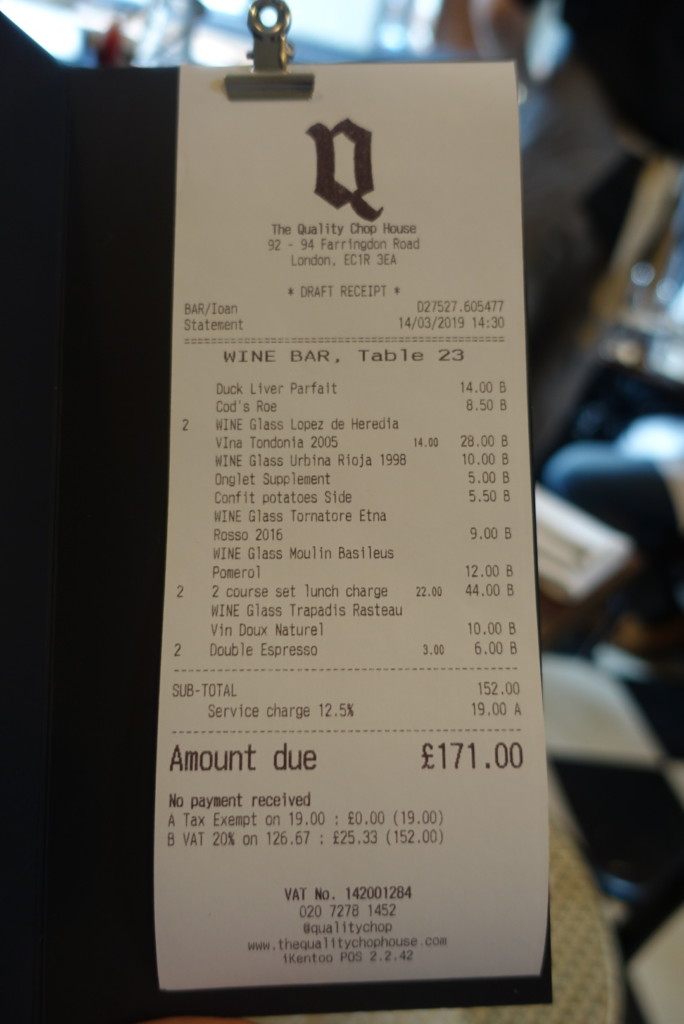 Q
The Quality Chop House
92 - 94 Farringdon Road
London, EC1R 3EA
* DRAFT RECEIPT *
BAR/Ioan D27527.605477
Statement 14/03/2019 14:30
WINE BAR, Table 23
Duck Liver Parfait 14.00 B
Cod's Roe 8.50 B
2 WINE Glass Lopez de Heredia
VIna Tondonia 2005 14.00 28.00 B
WINE Glass Urbina Rioja 1998 10.00 B
Onglet Supplement 5.00 B
Confit potatoes Side 5.50 B
WINE Glass Tornatore Etna
Rosso 2016 9.00 B
WINE Glass Moulin Basileus
Pomerol 12.00 B
2 2 course set lunch charge 22.00 44.00 B
WINE Glass Trapadis Rasteau
Vin Doux Naturel 10.00 B
2 Double Espresso 3.00 6.00 B
SUB-TOTAL 152.00
Service charge 12.5% 19.00 A
Amount due £171.00
No payment received
A Tax Exempt on 19.00 : £0.00 (19.00)
B VAT 20% on 126.67 : £25.33 (152.00)
VAT No. 142001284
020 7278 1452
@qualitychop
www.thequalitychophouse.com
iKentoo POS 2.2.42